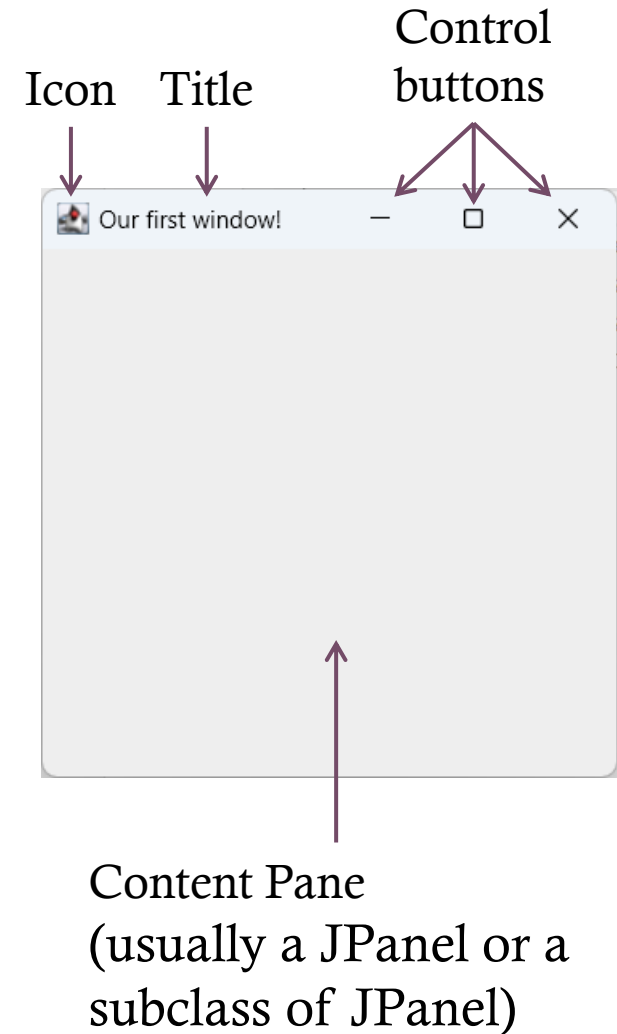 Control
buttons
Icon Title
Our first window!
Content Pane
(usually a JPanel or a
subclass of JPanel)